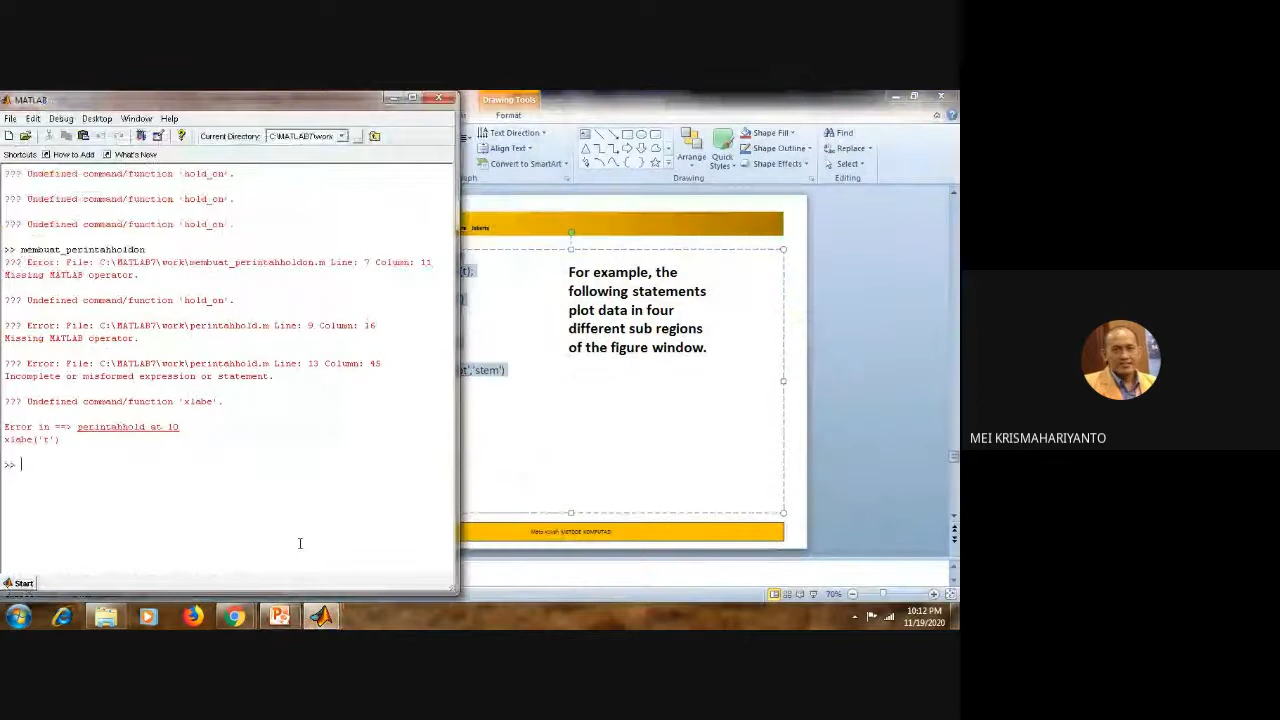 MATLAB
File Edit Debug Desktop Window Help
Current Directory: C:\MATLAB7\work
Shortcuts How to Add What's New
??? Undefined command/function 'hold_on'.
??? Undefined command/function 'hold_on'.
??? Undefined command/function 'hold_on'.
>> membuat_perintahholdon
??? Error: File: C:\MATLAB7\work\membuat_perintahholdon.m Line: 7 Column: 11
Missing MATLAB operator.
??? Undefined command/function 'hold_on'.
??? Error: File: C:\MATLAB7\work\perintahhold.m Line: 9 Column: 16
Missing MATLAB operator.
??? Error: File: C:\MATLAB7\work\perintahhold.m Line: 13 Column: 45
Incomplete or misformed expression or statement.
??? Undefined command/function 'xlabe'.
Error in ==> perintahhold at 10
xlabe('t')
>>
Start
Drawing Tools
Format
Text Direction
Align Text
Convert to SmartArt
Arrange
Quick
Styles
Shape Fill
Shape Outline
Shape Effects
Drawing
Find
Replace
Select
Editing
Jakarta
(t);
)
ot','stem')
For example, the
following statements
plot data in four
different sub regions
of the figure window.
Mata Kuliah METODE KOMPUTASI
70%
10:12 PM
11/19/2020
MEI KRISMAHARIYANTO